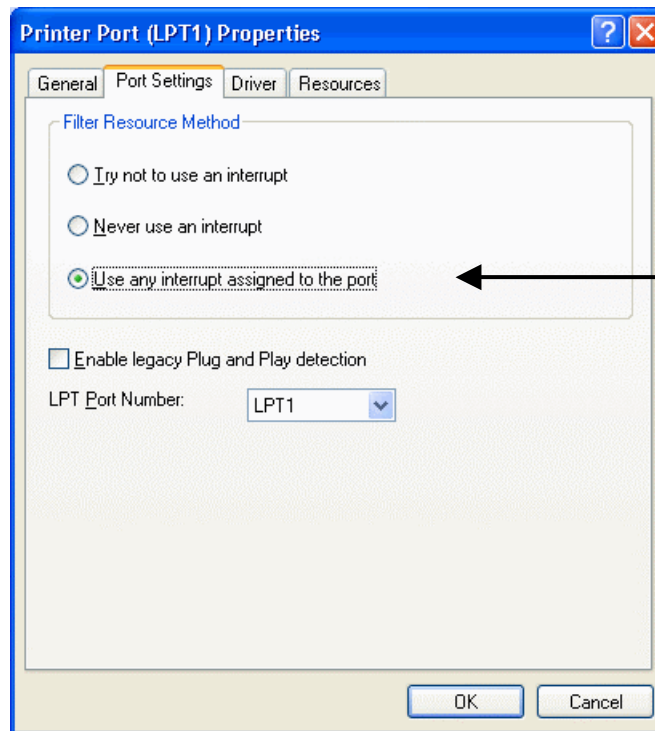 Printer Port (LPT1) Properties
General Port Settings Driver Resources
Filter Resource Method
Try not to use an interrupt
Never use an interrupt
Use any interrupt assigned to the port
Enable legacy Plug and Play detection
LPT Port Number: LPT1
OK Cancel